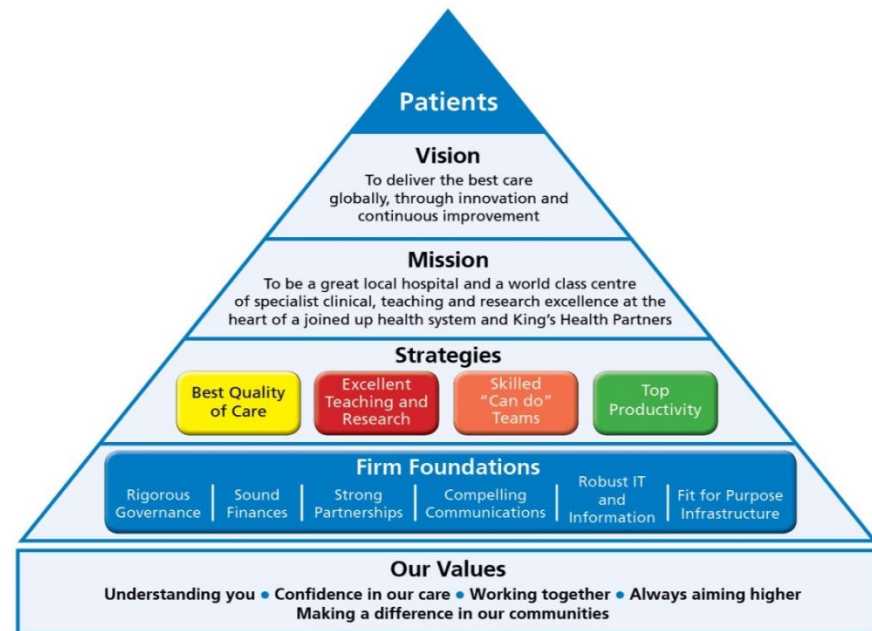 Patients
Vision
To deliver the best care
globally, through innovation and
continuous improvement
Mission
To be a great local hospital and a world class centre
of specialist clinical, teaching and research excellence at the
heart of a joined up health system and King's Health Partners
Strategies
Best Quality
of Care
Excellent
Teaching and
Research
Skilled
"Can do"
Teams
Top
Productivity
Firm Foundations
Rigorous
Governance
Sound
Finances
Strong
Partnerships
Compelling
Communications
Robust IT
and
Information
Fit for Purpose
Infrastructure
Our Values
Understanding you • Confidence in our care • Working together • Always aiming higher
Making a difference in our communities